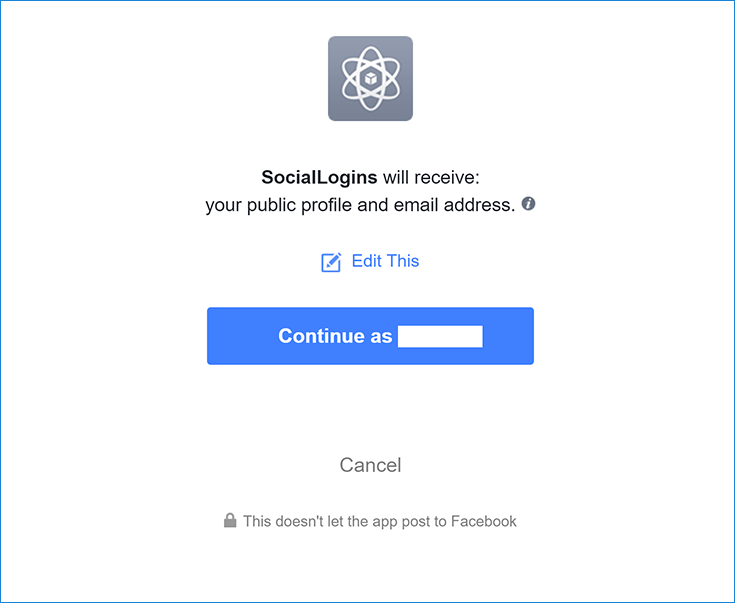 SocialLogins will receive:
your public profile and email address.
Edit This
Continue as
Cancel
This doesn't let the app post to Facebook